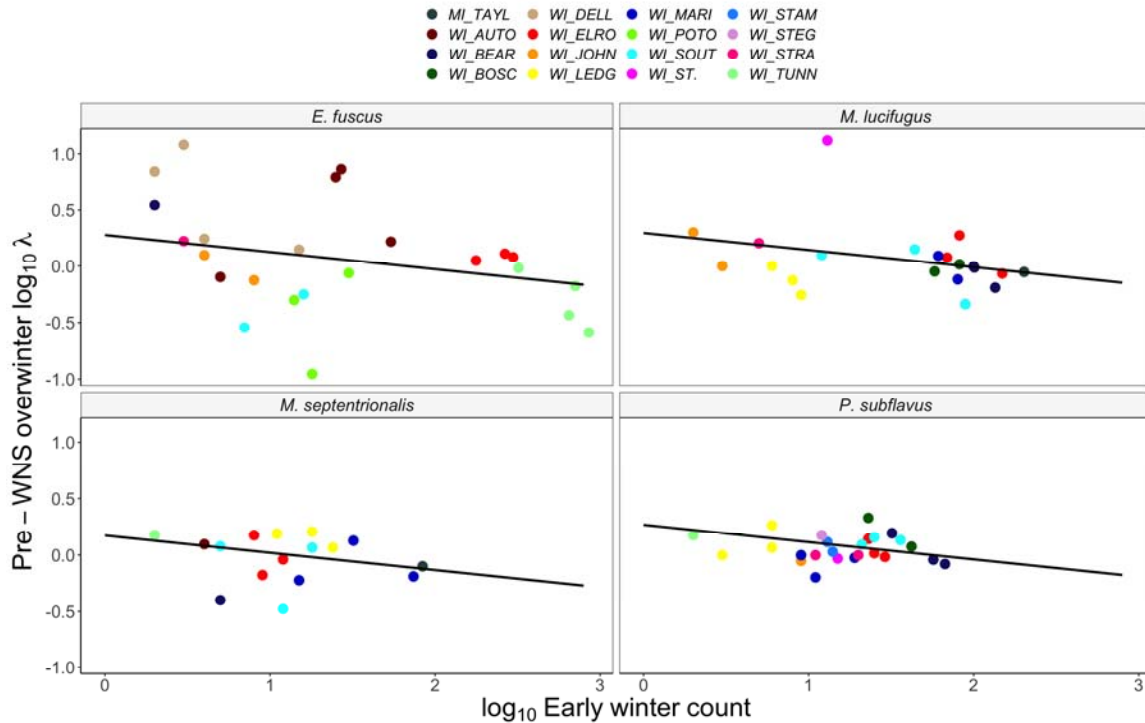 MI_TAYL WI_DELL WI_MARI WI_STAM
WI_AUTO WI_ELRO WI_POTO WI_STEG
WI_BEAR WI_JOHN WI_SOUT WI_STRA
WI_BOSC WI_LEDG WI_ST. WI_TUNN
E. fuscus M. lucifugus
1.0
0.5
0.0
-0.5
-1.0
M. septentrionalis P. subflavus
1.0
0.5
0.0
-0.5
-1.0
0 1 2 3 0 1 2 3
log₁₀ Early winter count
Pre – WNS overwinter log₁₀ λ